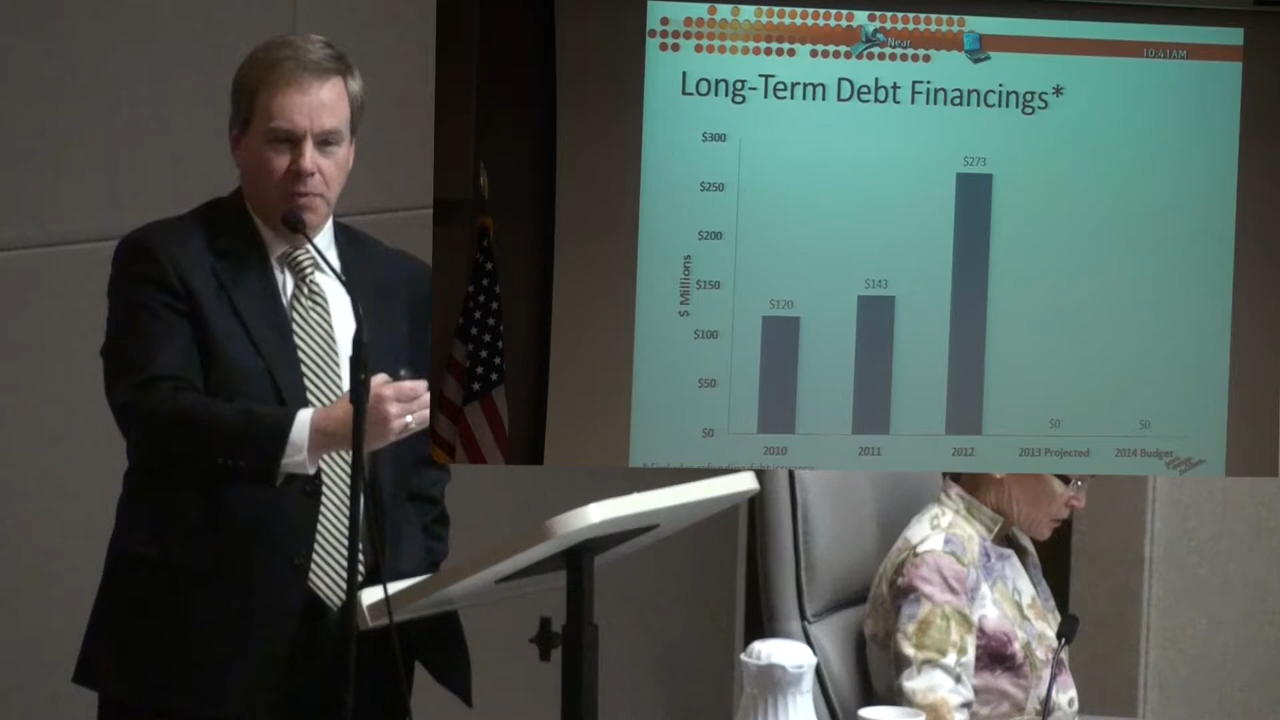 Near
10:41AM
Long-Term Debt Financings*
$300
$250
$200
$150
$100
$50
$0
$ Millions
$120
$143
$273
$0
$0
2010
2011
2012
2013 Projected
2014 Budget